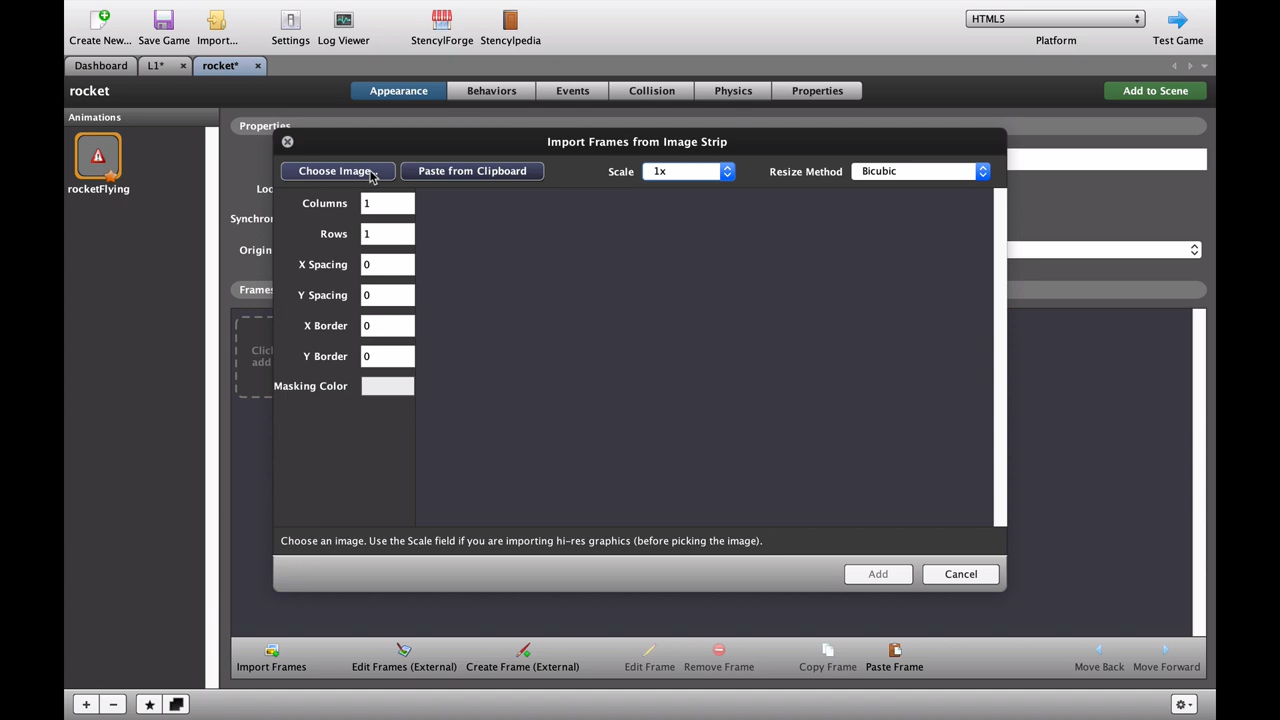 Create New... Save Game Import... Settings Log Viewer StencylForge Stencylpedia HTML5 Platform Test Game
Dashboard L1* rocket*
rocket Appearance Behaviors Events Collision Physics Properties Add to Scene
Animations
rocketFlying
Properties
Synchron
Origin
Frames
Import Frames from Image Strip
Choose Image... Paste from Clipboard Scale 1x Resize Method Bicubic
Columns 1
Rows 1
X Spacing 0
Y Spacing 0
X Border 0
Y Border 0
Masking Color
Choose an image. Use the Scale field if you are importing hi-res graphics (before picking the image).
Add Cancel
Import Frames Edit Frames (External) Create Frame (External) Edit Frame Remove Frame Copy Frame Paste Frame Move Back Move Forward